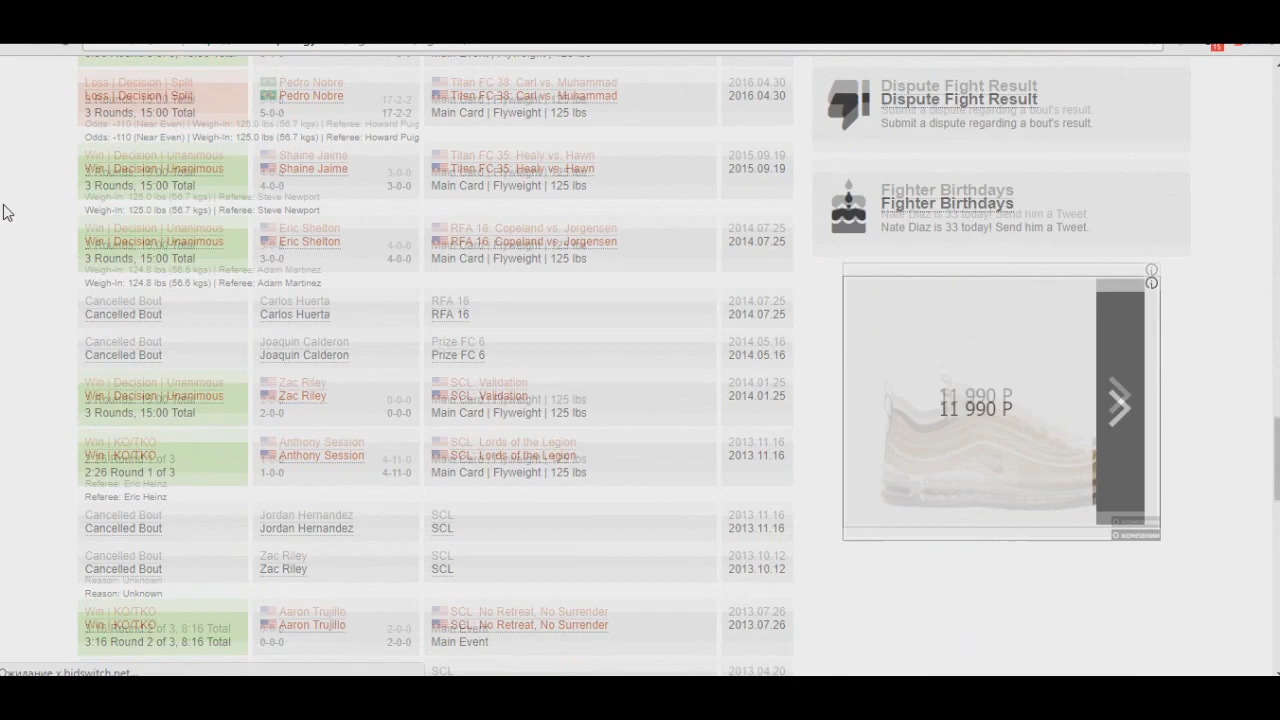 Loss | Decision | Split Pedro Nobre Titan FC 38: Carl vs. Muhammad 2016.04.30
3 Rounds, 15:00 Total 5-0-0 17-2-2 Main Card | Flyweight | 125 lbs
Odds: -110 (Near Even) | Weigh-In: 125.0 lbs (56.7 kgs) | Referee: Howard Puig
Win | Decision | Unanimous Shaine Jaime Titan FC 35: Healy vs. Hawn 2015.09.19
3 Rounds, 15:00 Total 4-0-0 3-0-0 Main Card | Flyweight | 125 lbs
Weigh-In: 125.0 lbs (56.7 kgs) | Referee: Steve Newport
Win | Decision | Unanimous Eric Shelton RFA 16: Copeland vs. Jorgensen 2014.07.25
3 Rounds, 15:00 Total 3-0-0 4-0-0 Main Card | Flyweight | 125 lbs
Weigh-In: 124.8 lbs (56.6 kgs) | Referee: Adam Martinez
Cancelled Bout Carlos Huerta RFA 16 2014.07.25
Cancelled Bout Joaquin Calderon Prize FC 6 2014.05.16
Win | Decision | Unanimous Zac Riley SCL: Validation 2014.01.25
3 Rounds, 15:00 Total 2-0-0 0-0-0 Main Card | Flyweight | 125 lbs
Win | KO/TKO Anthony Session SCL: Lords of the Legion 2013.11.16
2:26 Round 1 of 3 1-0-0 4-11-0 Main Card | Flyweight | 125 lbs
Referee: Eric Heinz
Cancelled Bout Jordan Hernandez SCL 2013.11.16
Cancelled Bout Zac Riley SCL 2013.10.12
Reason: Unknown
Win | KO/TKO Aaron Trujillo SCL: No Retreat, No Surrender 2013.07.26
3:16 Round 2 of 3, 8:16 Total 0-0-0 2-0-0 Main Event
SCL 2013.04.20
Ожидание x.bidswitch.net...
15
Dispute Fight Result
Submit a dispute regarding a bout's result.
Fighter Birthdays
Nate Diaz is 33 today! Send him a Tweet.
11 990 Р
О компании